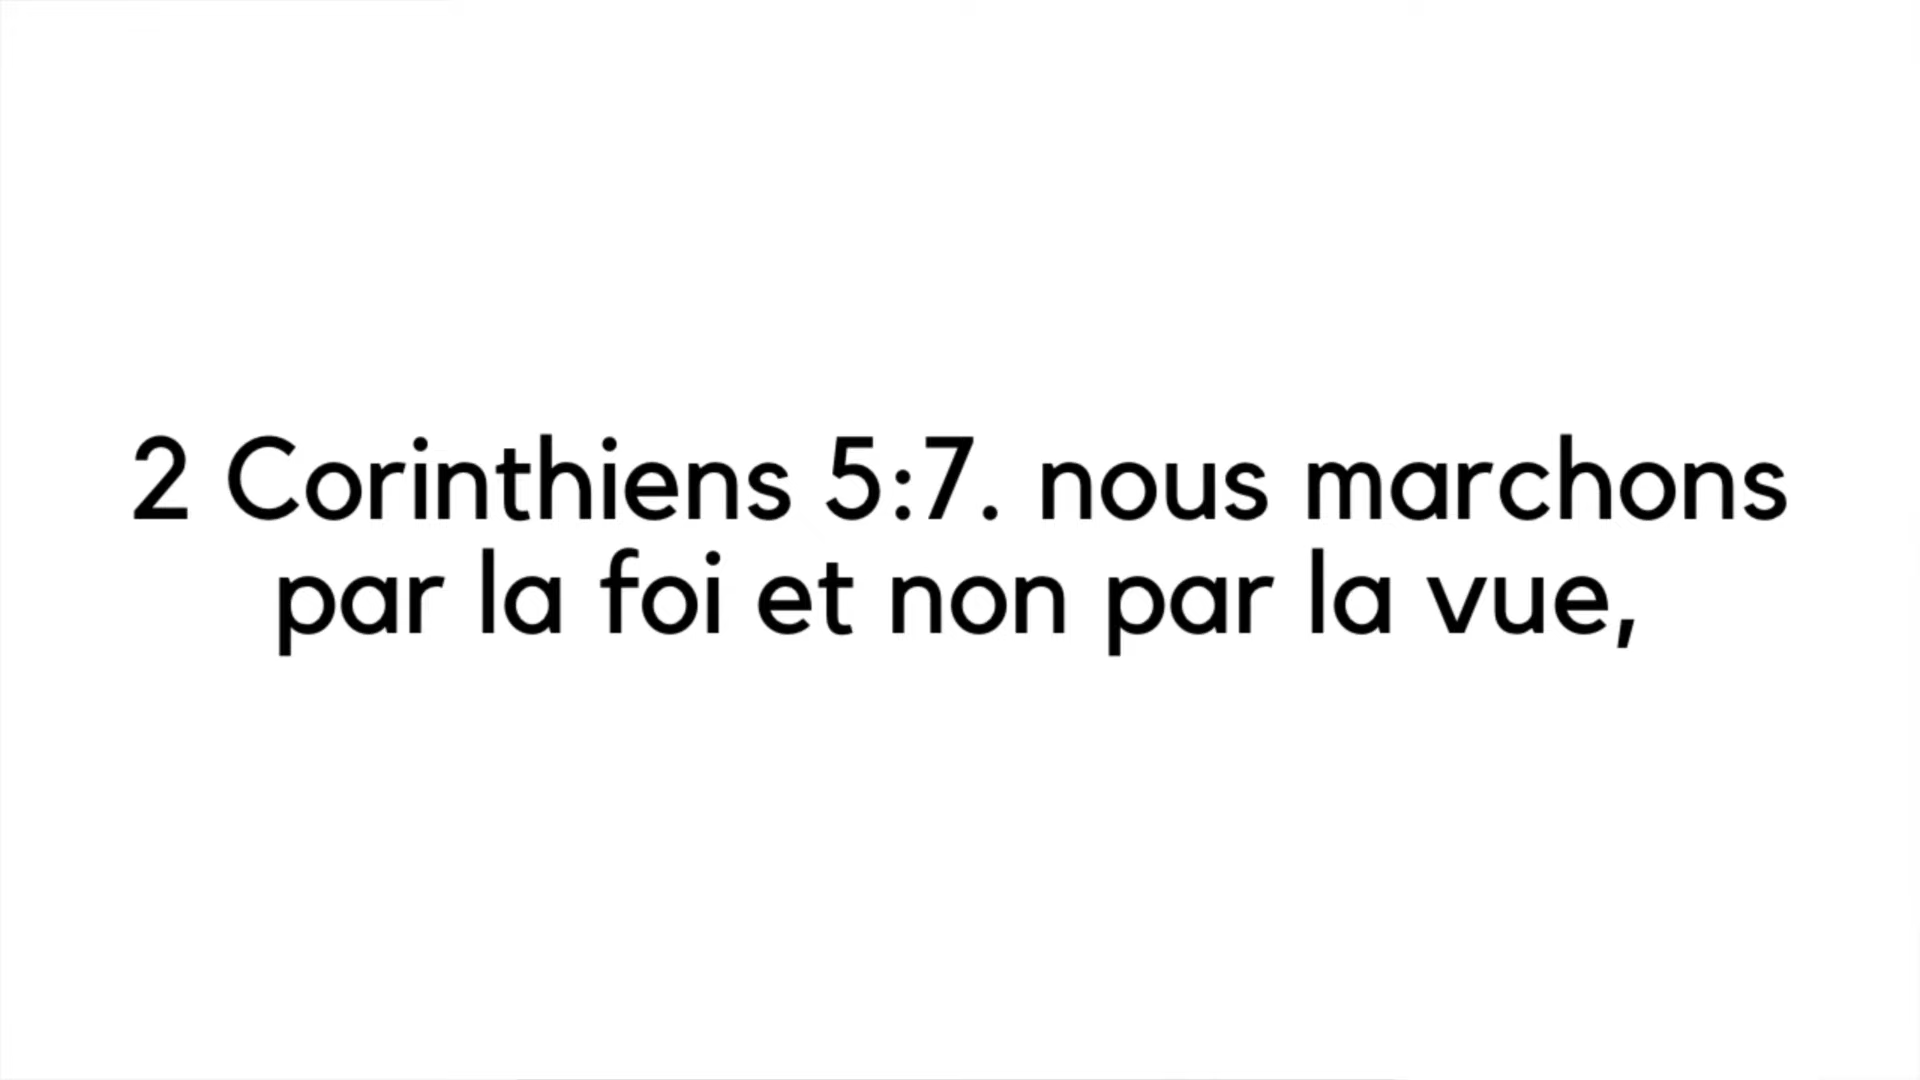 2 Corinthiens 5:7. nous marchons
par la foi et non par la vue,